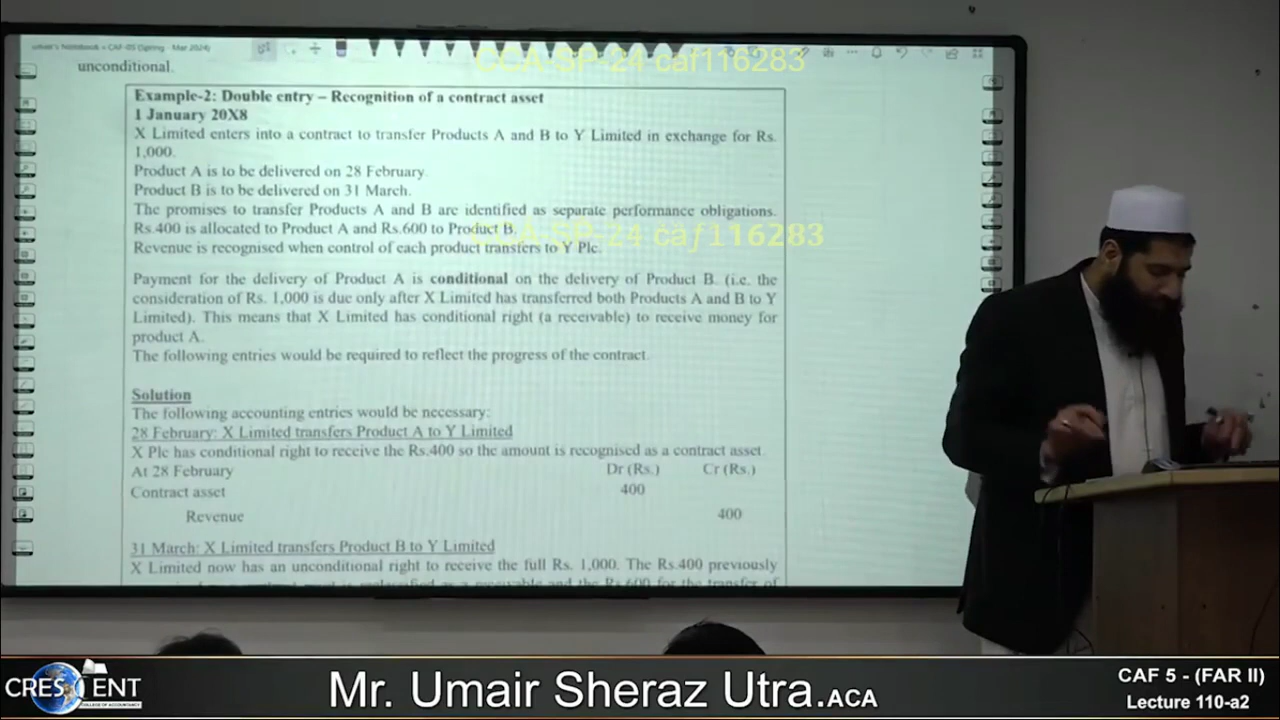 umair's Notebook » CAF-05 (Spring - Mar 2024)
CCA-SP-24 caf116283
unconditional.
Example-2: Double entry – Recognition of a contract asset
1 January 20X8
X Limited enters into a contract to transfer Products A and B to Y Limited in exchange for Rs.
1,000.
Product A is to be delivered on 28 February.
Product B is to be delivered on 31 March.
The promises to transfer Products A and B are identified as separate performance obligations.
Rs.400 is allocated to Product A and Rs.600 to Product B.
CCA-SP-24 caf116283
Revenue is recognised when control of each product transfers to Y Plc.
Payment for the delivery of Product A is conditional on the delivery of Product B. (i.e. the
consideration of Rs. 1,000 is due only after X Limited has transferred both Products A and B to Y
Limited). This means that X Limited has conditional right (a receivable) to receive money for
product A.
The following entries would be required to reflect the progress of the contract.
Solution
The following accounting entries would be necessary:
28 February: X Limited transfers Product A to Y Limited
X Plc has conditional right to receive the Rs.400 so the amount is recognised as a contract asset.
At 28 February Dr (Rs.) Cr (Rs.)
Contract asset 400
Revenue 400
31 March: X Limited transfers Product B to Y Limited
X Limited now has an unconditional right to receive the full Rs. 1,000. The Rs.400 previously
CRESCENT
COLLEGE OF ACCOUNTANCY
Mr. Umair Sheraz Utra.ACA
CAF 5 - (FAR II)
Lecture 110-a2